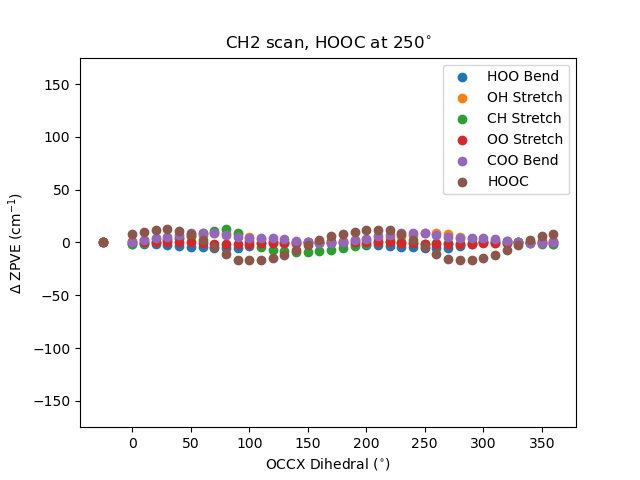 CH2 scan, HOOC at 250°
HOO Bend
OH Stretch
CH Stretch
OO Stretch
COO Bend
HOOC
150
100
50
0
−50
−100
−150
Δ ZPVE (cm⁻¹)
0 50 100 150 200 250 300 350
OCCX Dihedral (°)